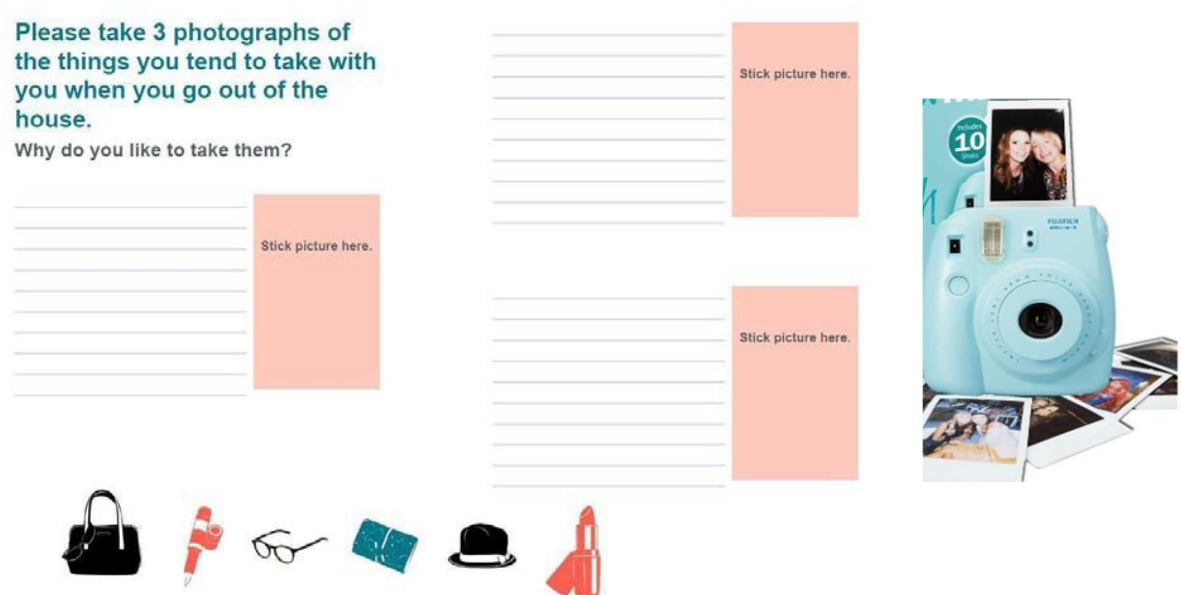 Please take 3 photographs of
the things you tend to take with
you when you go out of the
house.
Why do you like to take them?
Stick picture here.
Stick picture here.
Stick picture here.
Includes
10
Shots
FUJIFILM